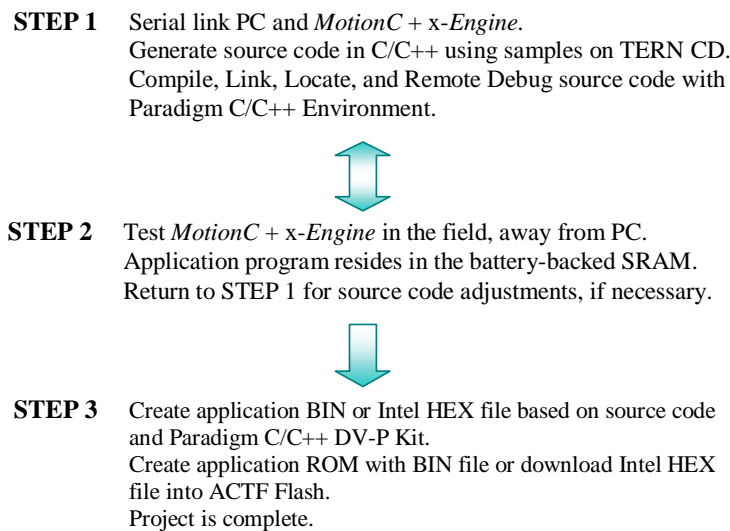 STEP 1 Serial link PC and MotionC + x-Engine.
Generate source code in C/C++ using samples on TERN CD.
Compile, Link, Locate, and Remote Debug source code with
Paradigm C/C++ Environment.
STEP 2 Test MotionC + x-Engine in the field, away from PC.
Application program resides in the battery-backed SRAM.
Return to STEP 1 for source code adjustments, if necessary.
STEP 3 Create application BIN or Intel HEX file based on source code
and Paradigm C/C++ DV-P Kit.
Create application ROM with BIN file or download Intel HEX
file into ACTF Flash.
Project is complete.